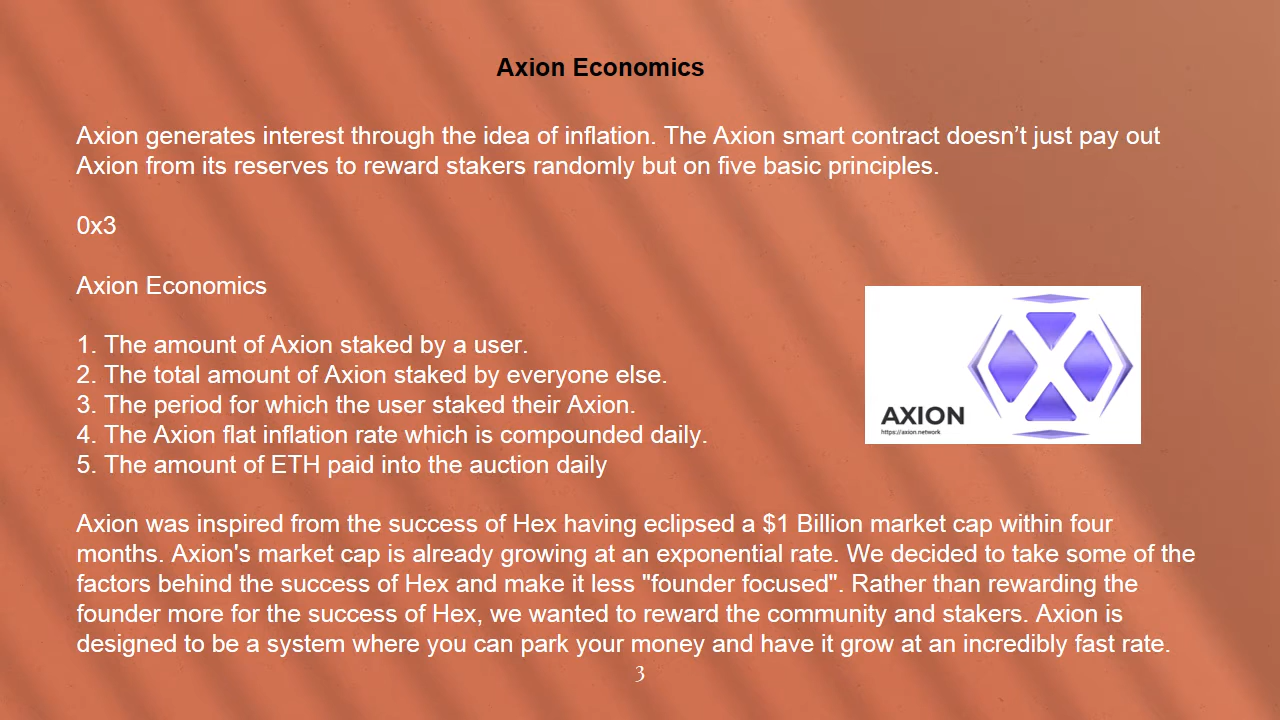 Axion Economics
Axion generates interest through the idea of inflation. The Axion smart contract doesn’t just pay out
Axion from its reserves to reward stakers randomly but on five basic principles.
0x3
Axion Economics
1. The amount of Axion staked by a user.
2. The total amount of Axion staked by everyone else.
3. The period for which the user staked their Axion.
4. The Axion flat inflation rate which is compounded daily.
5. The amount of ETH paid into the auction daily
AXION
https://axion.network
Axion was inspired from the success of Hex having eclipsed a $1 Billion market cap within four
months. Axion's market cap is already growing at an exponential rate. We decided to take some of the
factors behind the success of Hex and make it less "founder focused". Rather than rewarding the
founder more for the success of Hex, we wanted to reward the community and stakers. Axion is
designed to be a system where you can park your money and have it grow at an incredibly fast rate.
3